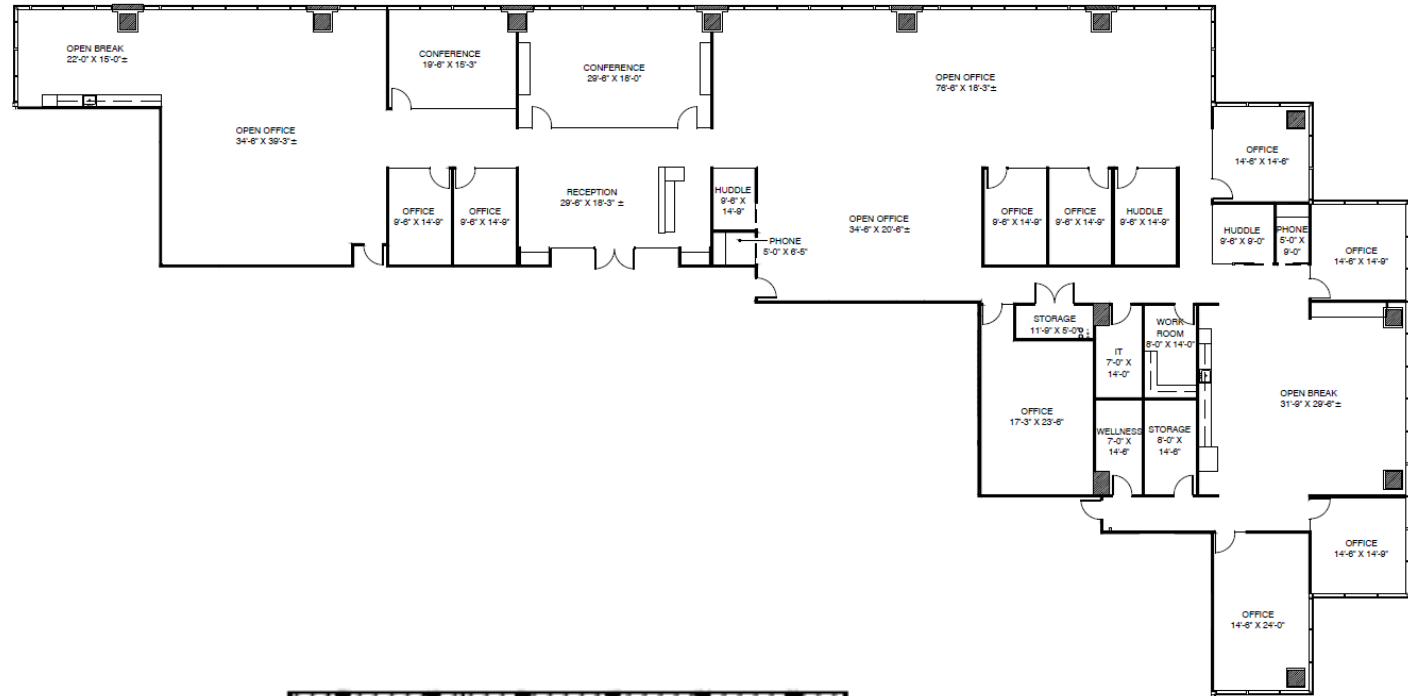 OPEN BREAK
22'-0" X 15'-0"±
CONFERENCE
19'-6" X 15'-3"
CONFERENCE
29'-6" X 18'-0"
OPEN OFFICE
76'-6" X 18'-3"±
OPEN OFFICE
34'-6" X 39'-3"±
OFFICE
14'-6" X 14'-6"
OFFICE
9'-6" X 14'-9"
OFFICE
9'-6" X 14'-9"
RECEPTION
29'-6" X 18'-3" ±
HUDDLE
9'-6" X
14'-9"
PHONE
5'-0" X 6'-5"
OPEN OFFICE
34'-6" X 20'-6"±
OFFICE
9'-6" X 14'-9"
OFFICE
9'-6" X 14'-9"
HUDDLE
9'-6" X 14'-9"
HUDDLE
9'-6" X 9'-0"
PHONE
5'-0" X
9'-0"
OFFICE
14'-6" X 14'-9"
STORAGE
11'-9" X 5'-0"
IT
7'-0" X
14'-0"
WORK
ROOM
8'-0" X 14'-0"
OPEN BREAK
31'-9" X 29'-6"±
OFFICE
17'-3" X 23'-6"
WELLNESS
7'-0" X
14'-6"
STORAGE
8'-0" X
14'-6"
OFFICE
14'-6" X 14'-9"
OFFICE
14'-6" X 24'-0"